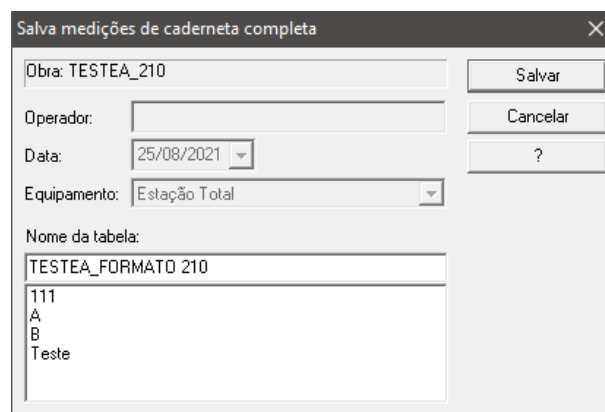 Salva medições de caderneta completa
Obra: TESTEA_210
Salvar
Operador:
Cancelar
Data:
25/08/2021
?
Equipamento:
Estação Total
Nome da tabela:
TESTEA_FORMATO 210
111
A
B
Teste